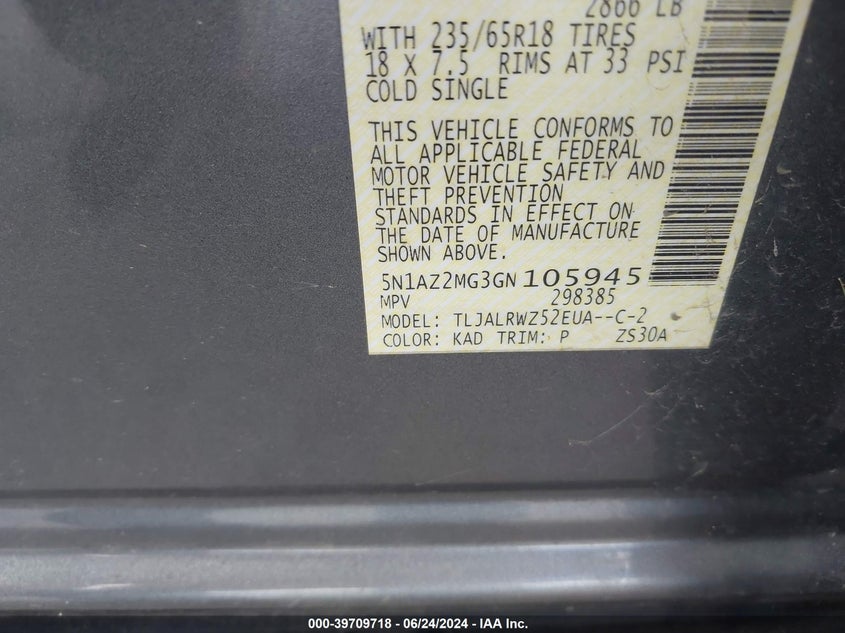 2866 LB
WITH 235/65R18 TIRES
18 X 7.5 RIMS AT 33 PSI
COLD SINGLE
THIS VEHICLE CONFORMS TO
ALL APPLICABLE FEDERAL
MOTOR VEHICLE SAFETY AND
THEFT PREVENTION
STANDARDS IN EFFECT ON
THE DATE OF MANUFACTURE
SHOWN ABOVE.
5N1AZ2MG3GN105945
MPV 298385
MODEL: TLJALRWZ52EUA--C-2
COLOR: KAD TRIM: P ZS30A
000-39709718 - 06/24/2024 - IAA Inc.